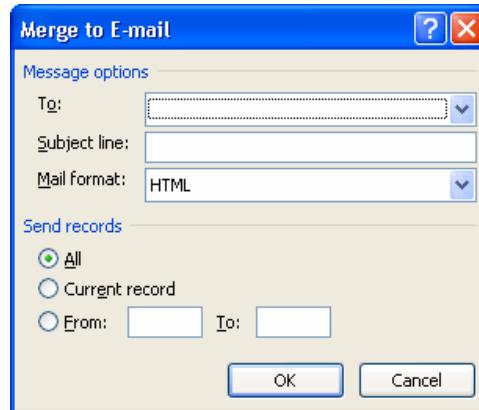 Merge to E-mail
Message options
To:
Subject line:
Mail format: HTML
Send records
All
Current record
From: To:
OK Cancel